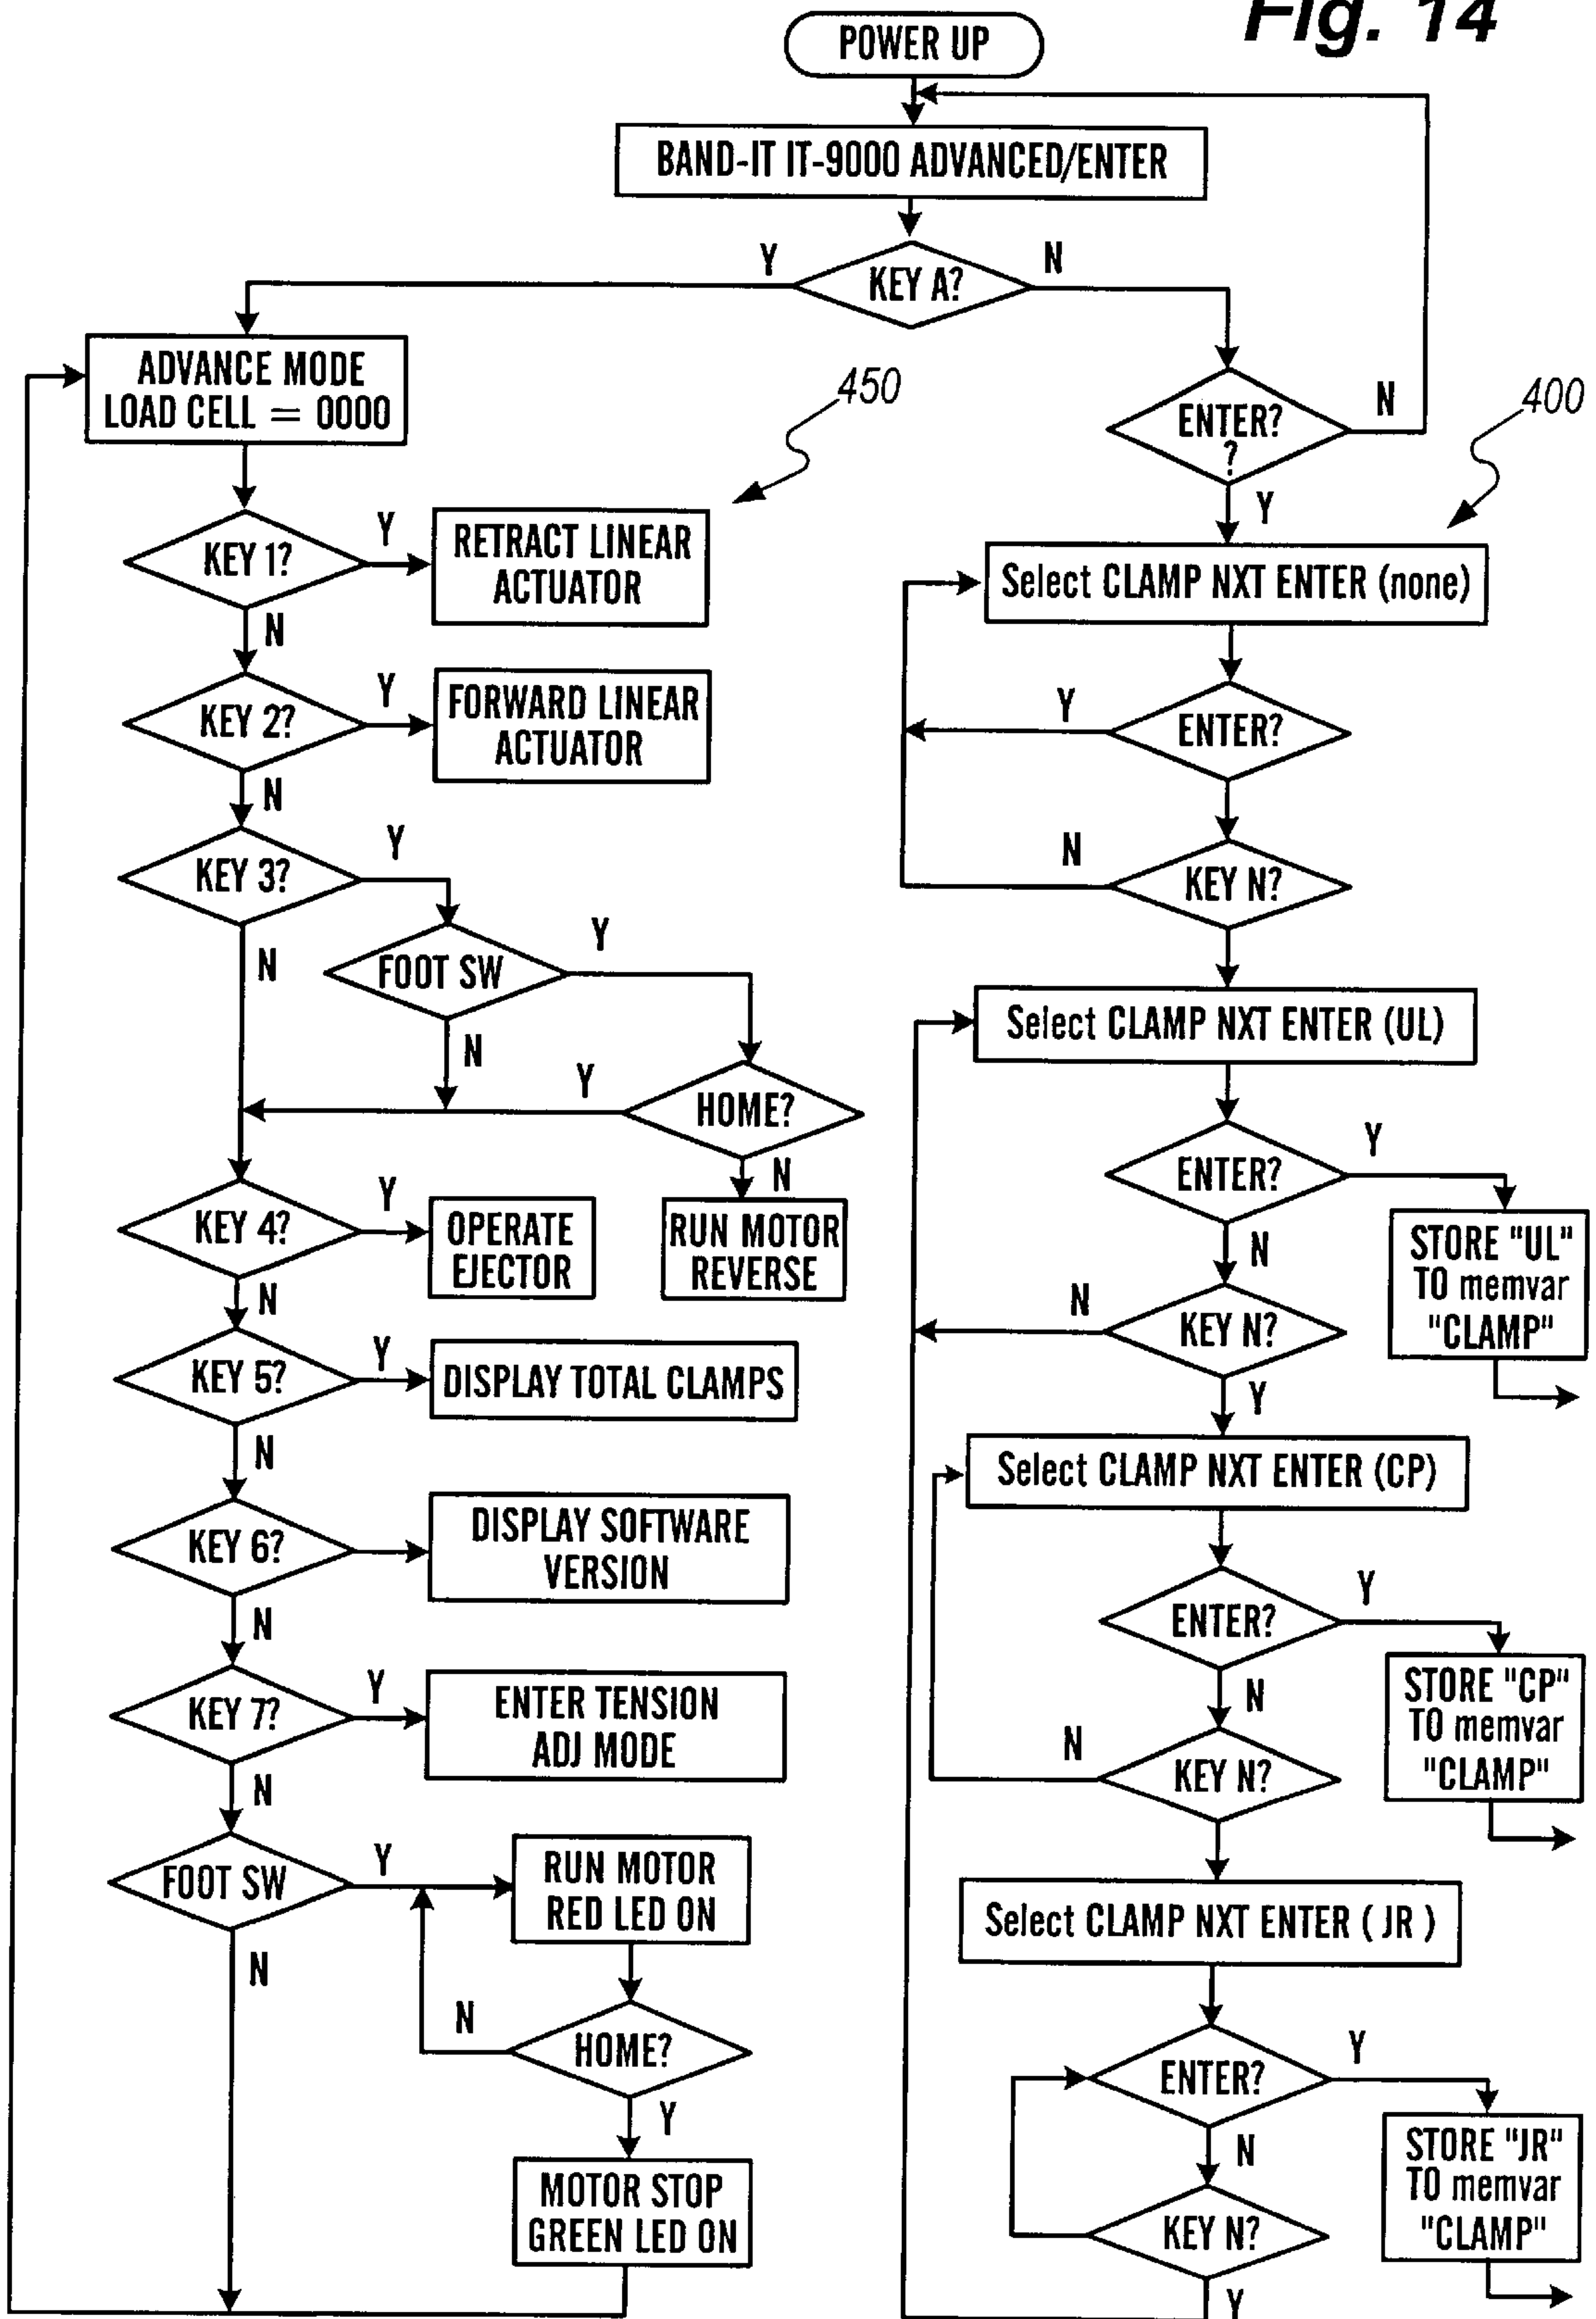 Fig. 14
POWER UP
BAND-IT IT-9000 ADVANCED/ENTER
KEY A?
Y
N
ADVANCE MODE
LOAD CELL = 0000
450
KEY 1?
Y
RETRACT LINEAR
ACTUATOR
N
KEY 2?
Y
FORWARD LINEAR
ACTUATOR
N
KEY 3?
Y
N
FOOT SW
Y
N
HOME?
Y
N
RUN MOTOR
REVERSE
KEY 4?
Y
OPERATE
EJECTOR
N
KEY 5?
Y
DISPLAY TOTAL CLAMPS
N
KEY 6?
DISPLAY SOFTWARE
VERSION
N
KEY 7?
Y
ENTER TENSION
ADJ MODE
N
FOOT SW
Y
N
RUN MOTOR
RED LED ON
HOME?
N
Y
MOTOR STOP
GREEN LED ON
ENTER?
?
N
Y
400
Select CLAMP NXT ENTER (none)
ENTER?
Y
KEY N?
N
Select CLAMP NXT ENTER (UL)
ENTER?
Y
N
STORE "UL"
TO memvar
"CLAMP"
KEY N?
N
Y
Select CLAMP NXT ENTER (CP)
ENTER?
Y
N
STORE "CP"
TO memvar
"CLAMP"
KEY N?
N
Select CLAMP NXT ENTER ( JR )
ENTER?
Y
N
STORE "JR"
TO memvar
"CLAMP"
KEY N?
Y